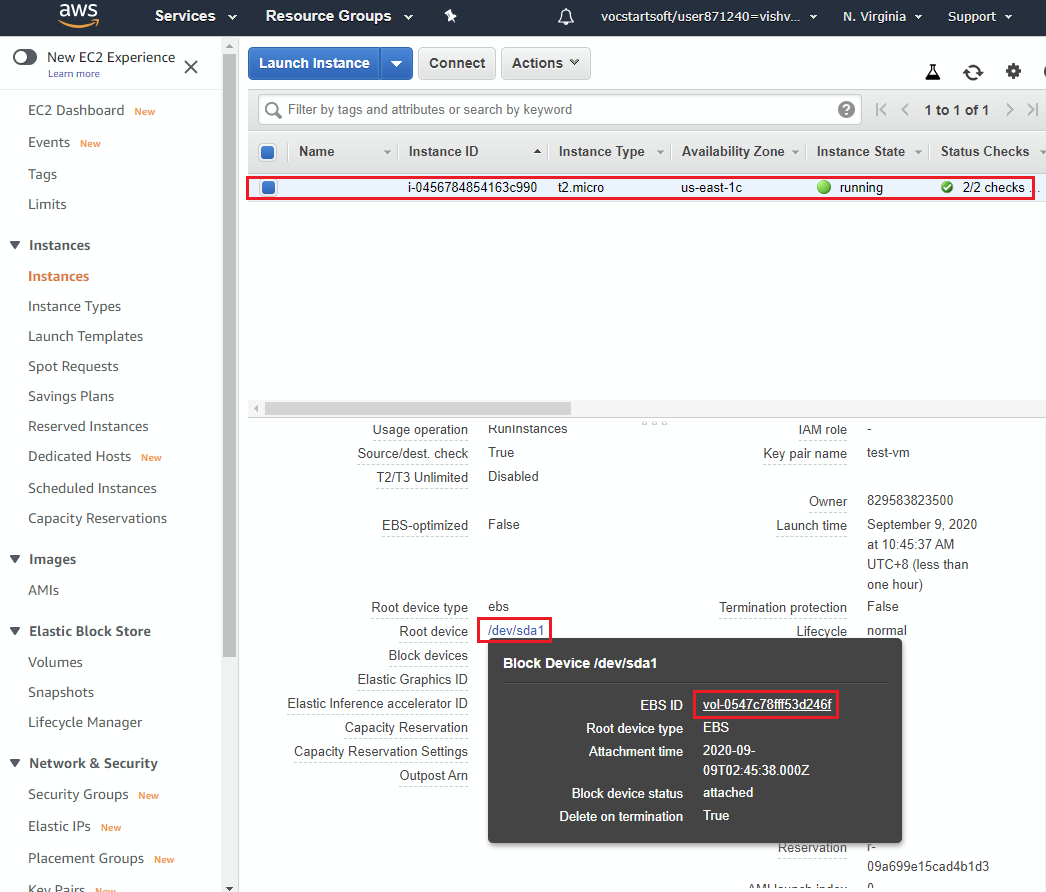 aws
Services
Resource Groups
vocstartsoft/user871240=vishv...
N. Virginia
Support
New EC2 Experience
Learn more
EC2 Dashboard New
Events New
Tags
Limits
Instances
Instances
Instance Types
Launch Templates
Spot Requests
Savings Plans
Reserved Instances
Dedicated Hosts New
Scheduled Instances
Capacity Reservations
Images
AMIs
Elastic Block Store
Volumes
Snapshots
Lifecycle Manager
Network & Security
Security Groups New
Elastic IPs New
Placement Groups New
Key Pairs New
Launch Instance
Connect
Actions
Filter by tags and attributes or search by keyword
1 to 1 of 1
Name Instance ID Instance Type Availability Zone Instance State Status Checks
i-0456784854163c990 t2.micro us-east-1c running 2/2 checks ...
Usage operation RunInstances
Source/dest. check True
T2/T3 Unlimited Disabled
EBS-optimized False
Root device type ebs
Root device /dev/sda1
Block devices
Elastic Graphics ID
Elastic Inference accelerator ID
Capacity Reservation
Capacity Reservation Settings
Outpost Arn
IAM role -
Key pair name test-vm
Owner 829583823500
Launch time September 9, 2020
at 10:45:37 AM
UTC+8 (less than
one hour)
Termination protection False
Lifecycle normal
Block Device /dev/sda1
EBS ID vol-0547c78fff53d246f
Root device type EBS
Attachment time 2020-09-
09T02:45:38.000Z
Block device status attached
Delete on termination True
Reservation r-
09a699e15cad4b1d3
AMI launch index 0